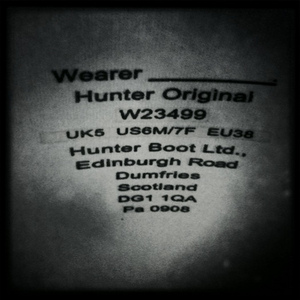 Wearer
Hunter Original
W23499
UK5 US6M/7F EU38
Hunter Boot Ltd.,
Edinburgh Road
Dumfries
Scotland
DG1 1QA
Pa 0908